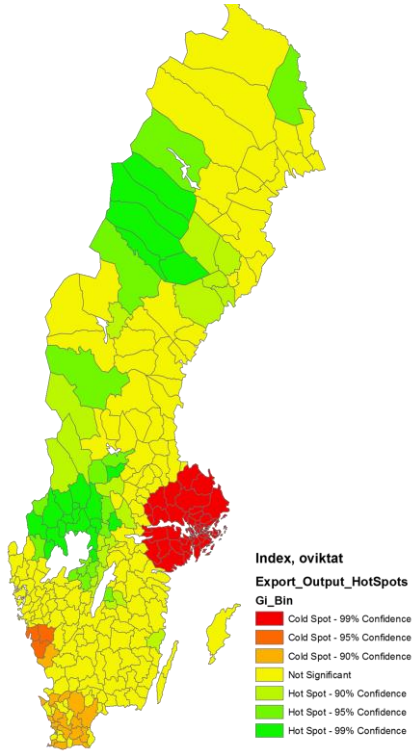 Index, oviktat
Export_Output_HotSpots
Gi_Bin
Cold Spot - 99% Confidence
Cold Spot - 95% Confidence
Cold Spot - 90% Confidence
Not Significant
Hot Spot - 90% Confidence
Hot Spot - 95% Confidence
Hot Spot - 99% Confidence